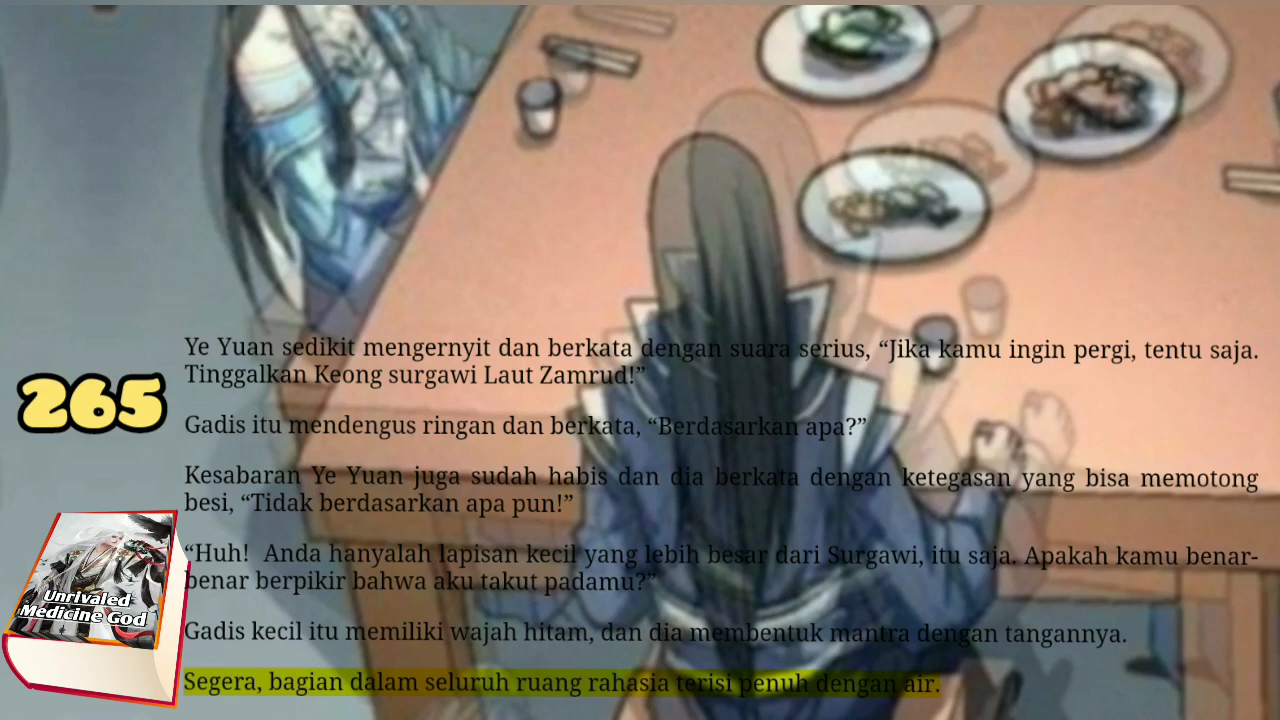 Ye Yuan sedikit mengernyit dan berkata dengan suara serius, “Jika kamu ingin pergi, tentu saja.
Tinggalkan Keong surgawi Laut Zamrud!”
265
Gadis itu mendengus ringan dan berkata, “Berdasarkan apa?”
Kesabaran Ye Yuan juga sudah habis dan dia berkata dengan ketegasan yang bisa memotong
besi, “Tidak berdasarkan apa pun!”
“Huh!  Anda hanyalah lapisan kecil yang lebih besar dari Surgawi, itu saja. Apakah kamu benar-
benar berpikir bahwa aku takut padamu?”
Unrivaled
Medicine God
Gadis kecil itu memiliki wajah hitam, dan dia membentuk mantra dengan tangannya.
Segera, bagian dalam seluruh ruang rahasia terisi penuh dengan air.